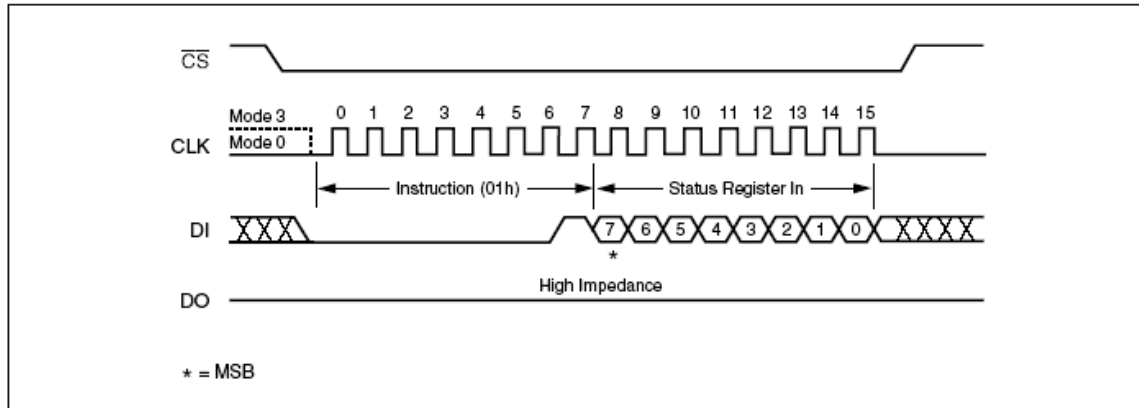 CS
Mode 3
0 1 2 3 4 5 6 7 8 9 10 11 12 13 14 15
CLK
Mode 0
Instruction (01h)
Status Register In
DI
7 6 5 4 3 2 1 0
*
High Impedance
DO
* = MSB